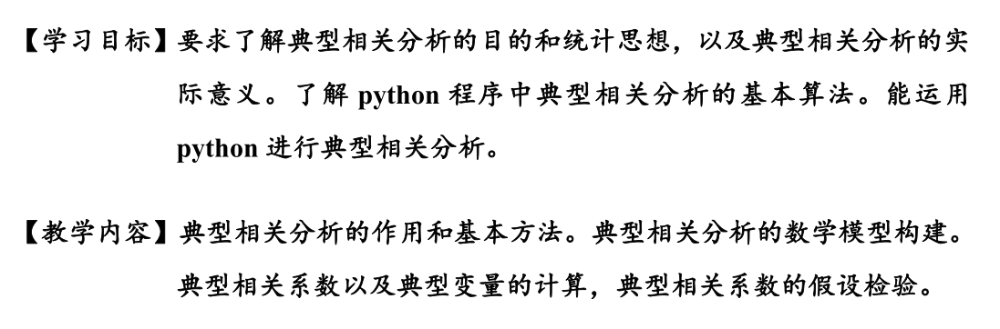 【学习目标】要求了解典型相关分析的目的和统计思想，以及典型相关分析的实
际意义。了解 python 程序中典型相关分析的基本算法。能运用
python 进行典型相关分析。
【教学内容】典型相关分析的作用和基本方法。典型相关分析的数学模型构建。
典型相关系数以及典型变量的计算，典型相关系数的假设检验。